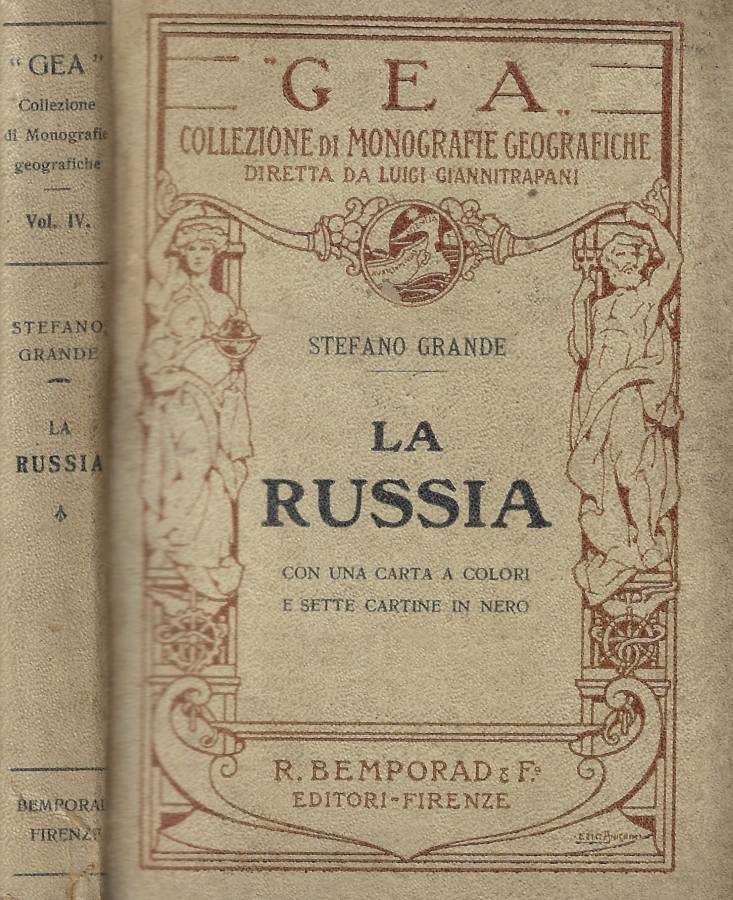 “GEA”
Collezione
di Monografie
geografiche
Vol. IV.
STEFANO
GRANDE
LA
RUSSIA
BEMPORAD
FIRENZE
"GEA„
COLLEZIONE DI MONOGRAFIE GEOGRAFICHE
DIRETTA DA LUIGI GIANNITRAPANI
STEFANO GRANDE
LA
RUSSIA
CON UNA CARTA A COLORI
E SETTE CARTINE IN NERO
R. BEMPORAD & F.º
EDITORI-FIRENZE